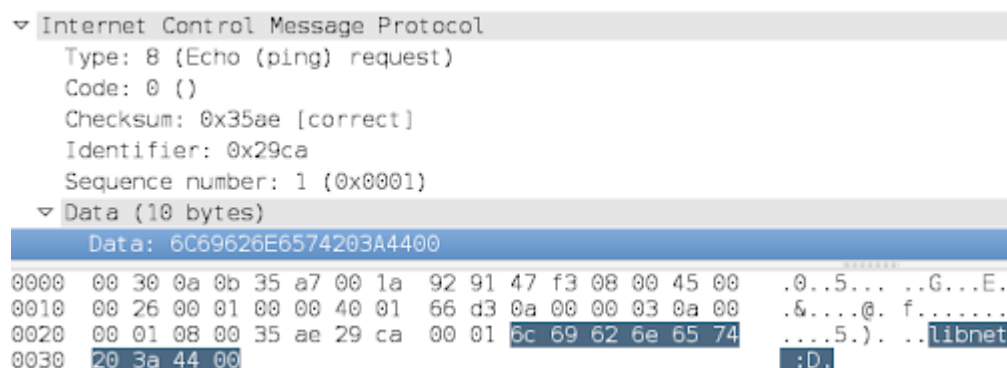 ▽ Internet Control Message Protocol
Type: 8 (Echo (ping) request)
Code: 0 ()
Checksum: 0x35ae [correct]
Identifier: 0x29ca
Sequence number: 1 (0x0001)
▽ Data (10 bytes)
Data: 6C69626E6574203A4400
0000 00 30 0a 0b 35 a7 00 1a 92 91 47 f3 08 00 45 00 .0..5... ..G...E.
0010 00 26 00 01 00 00 40 01 66 d3 0a 00 00 03 0a 00 .&....@. f.......
0020 00 01 08 00 35 ae 29 ca 00 01 6c 69 62 6e 65 74 ....5.). ..libnet
0030 20 3a 44 00 :D.